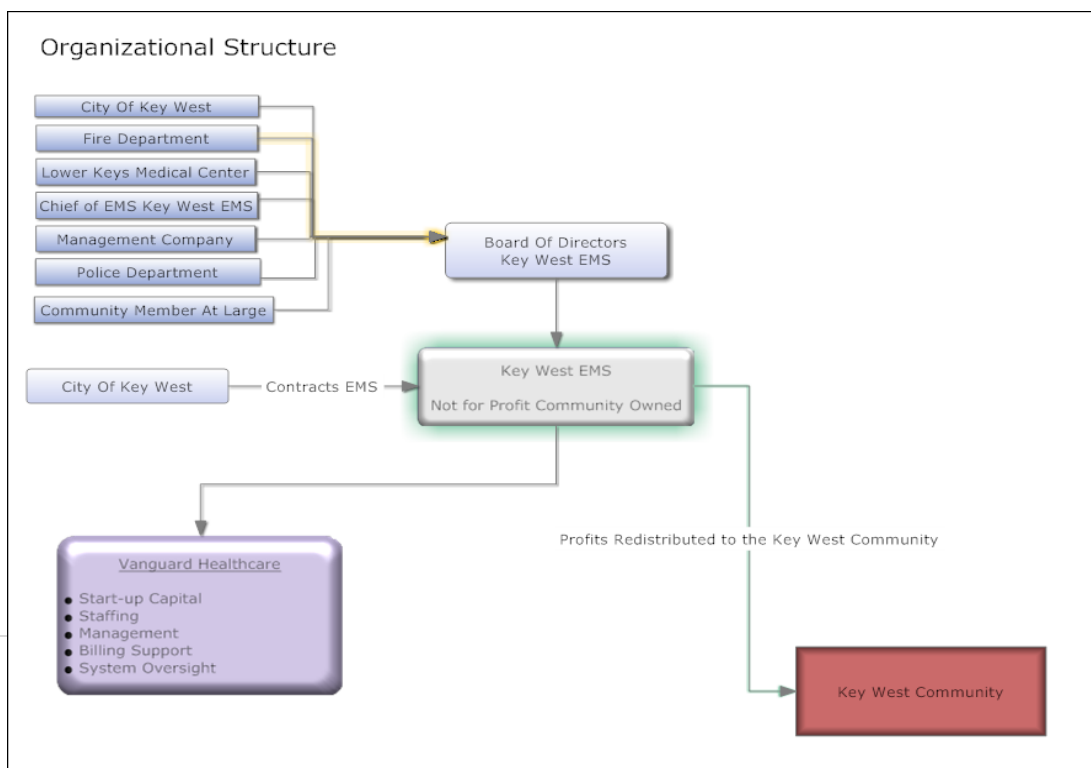 Organizational Structure
City Of Key West
Fire Department
Lower Keys Medical Center
Chief of EMS Key West EMS
Management Company
Police Department
Community Member At Large
Board Of Directors
Key West EMS
City Of Key West
Contracts EMS
Key West EMS
Not for Profit Community Owned
Vanguard Healthcare
● Start-up Capital
● Staffing
● Management
● Billing Support
● System Oversight
Profits Redistributed to the Key West Community
Key West Community